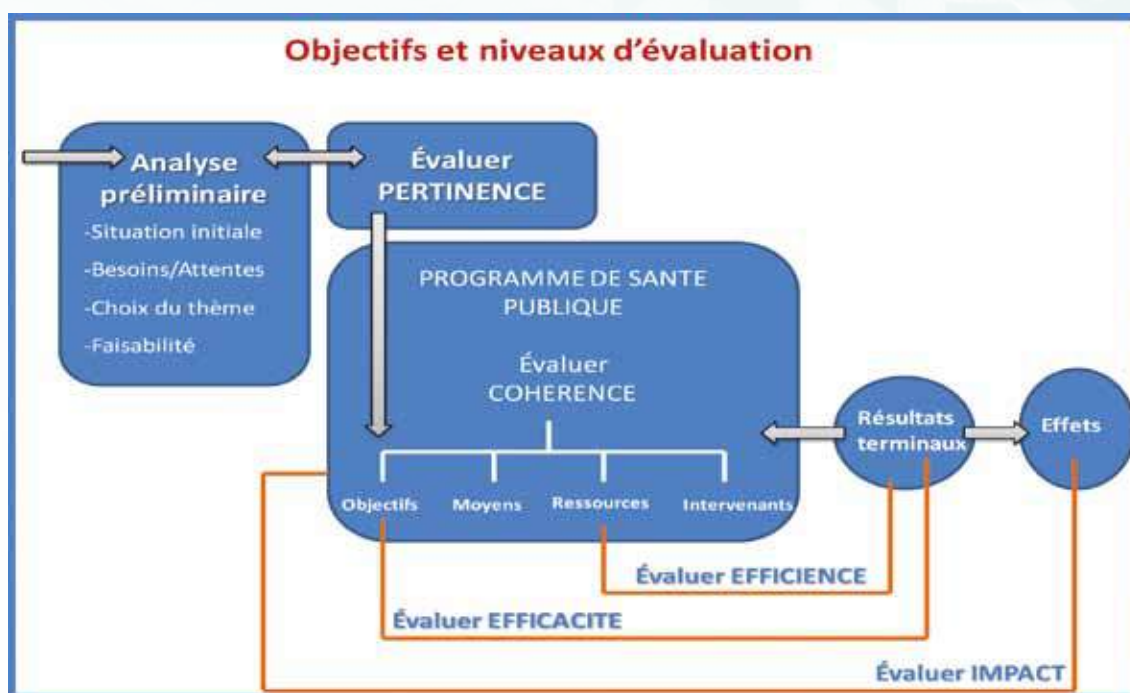 Objectifs et niveaux d'évaluation
Analyse
préliminaire
-Situation initiale
-Besoins/Attentes
-Choix du thème
-Faisabilité
Évaluer
PERTINENCE
PROGRAMME DE SANTE
PUBLIQUE
Évaluer
COHERENCE
Objectifs
Moyens
Ressources
Intervenants
Résultats
terminaux
Effets
Évaluer EFFICIENCE
Évaluer EFFICACITE
Évaluer IMPACT